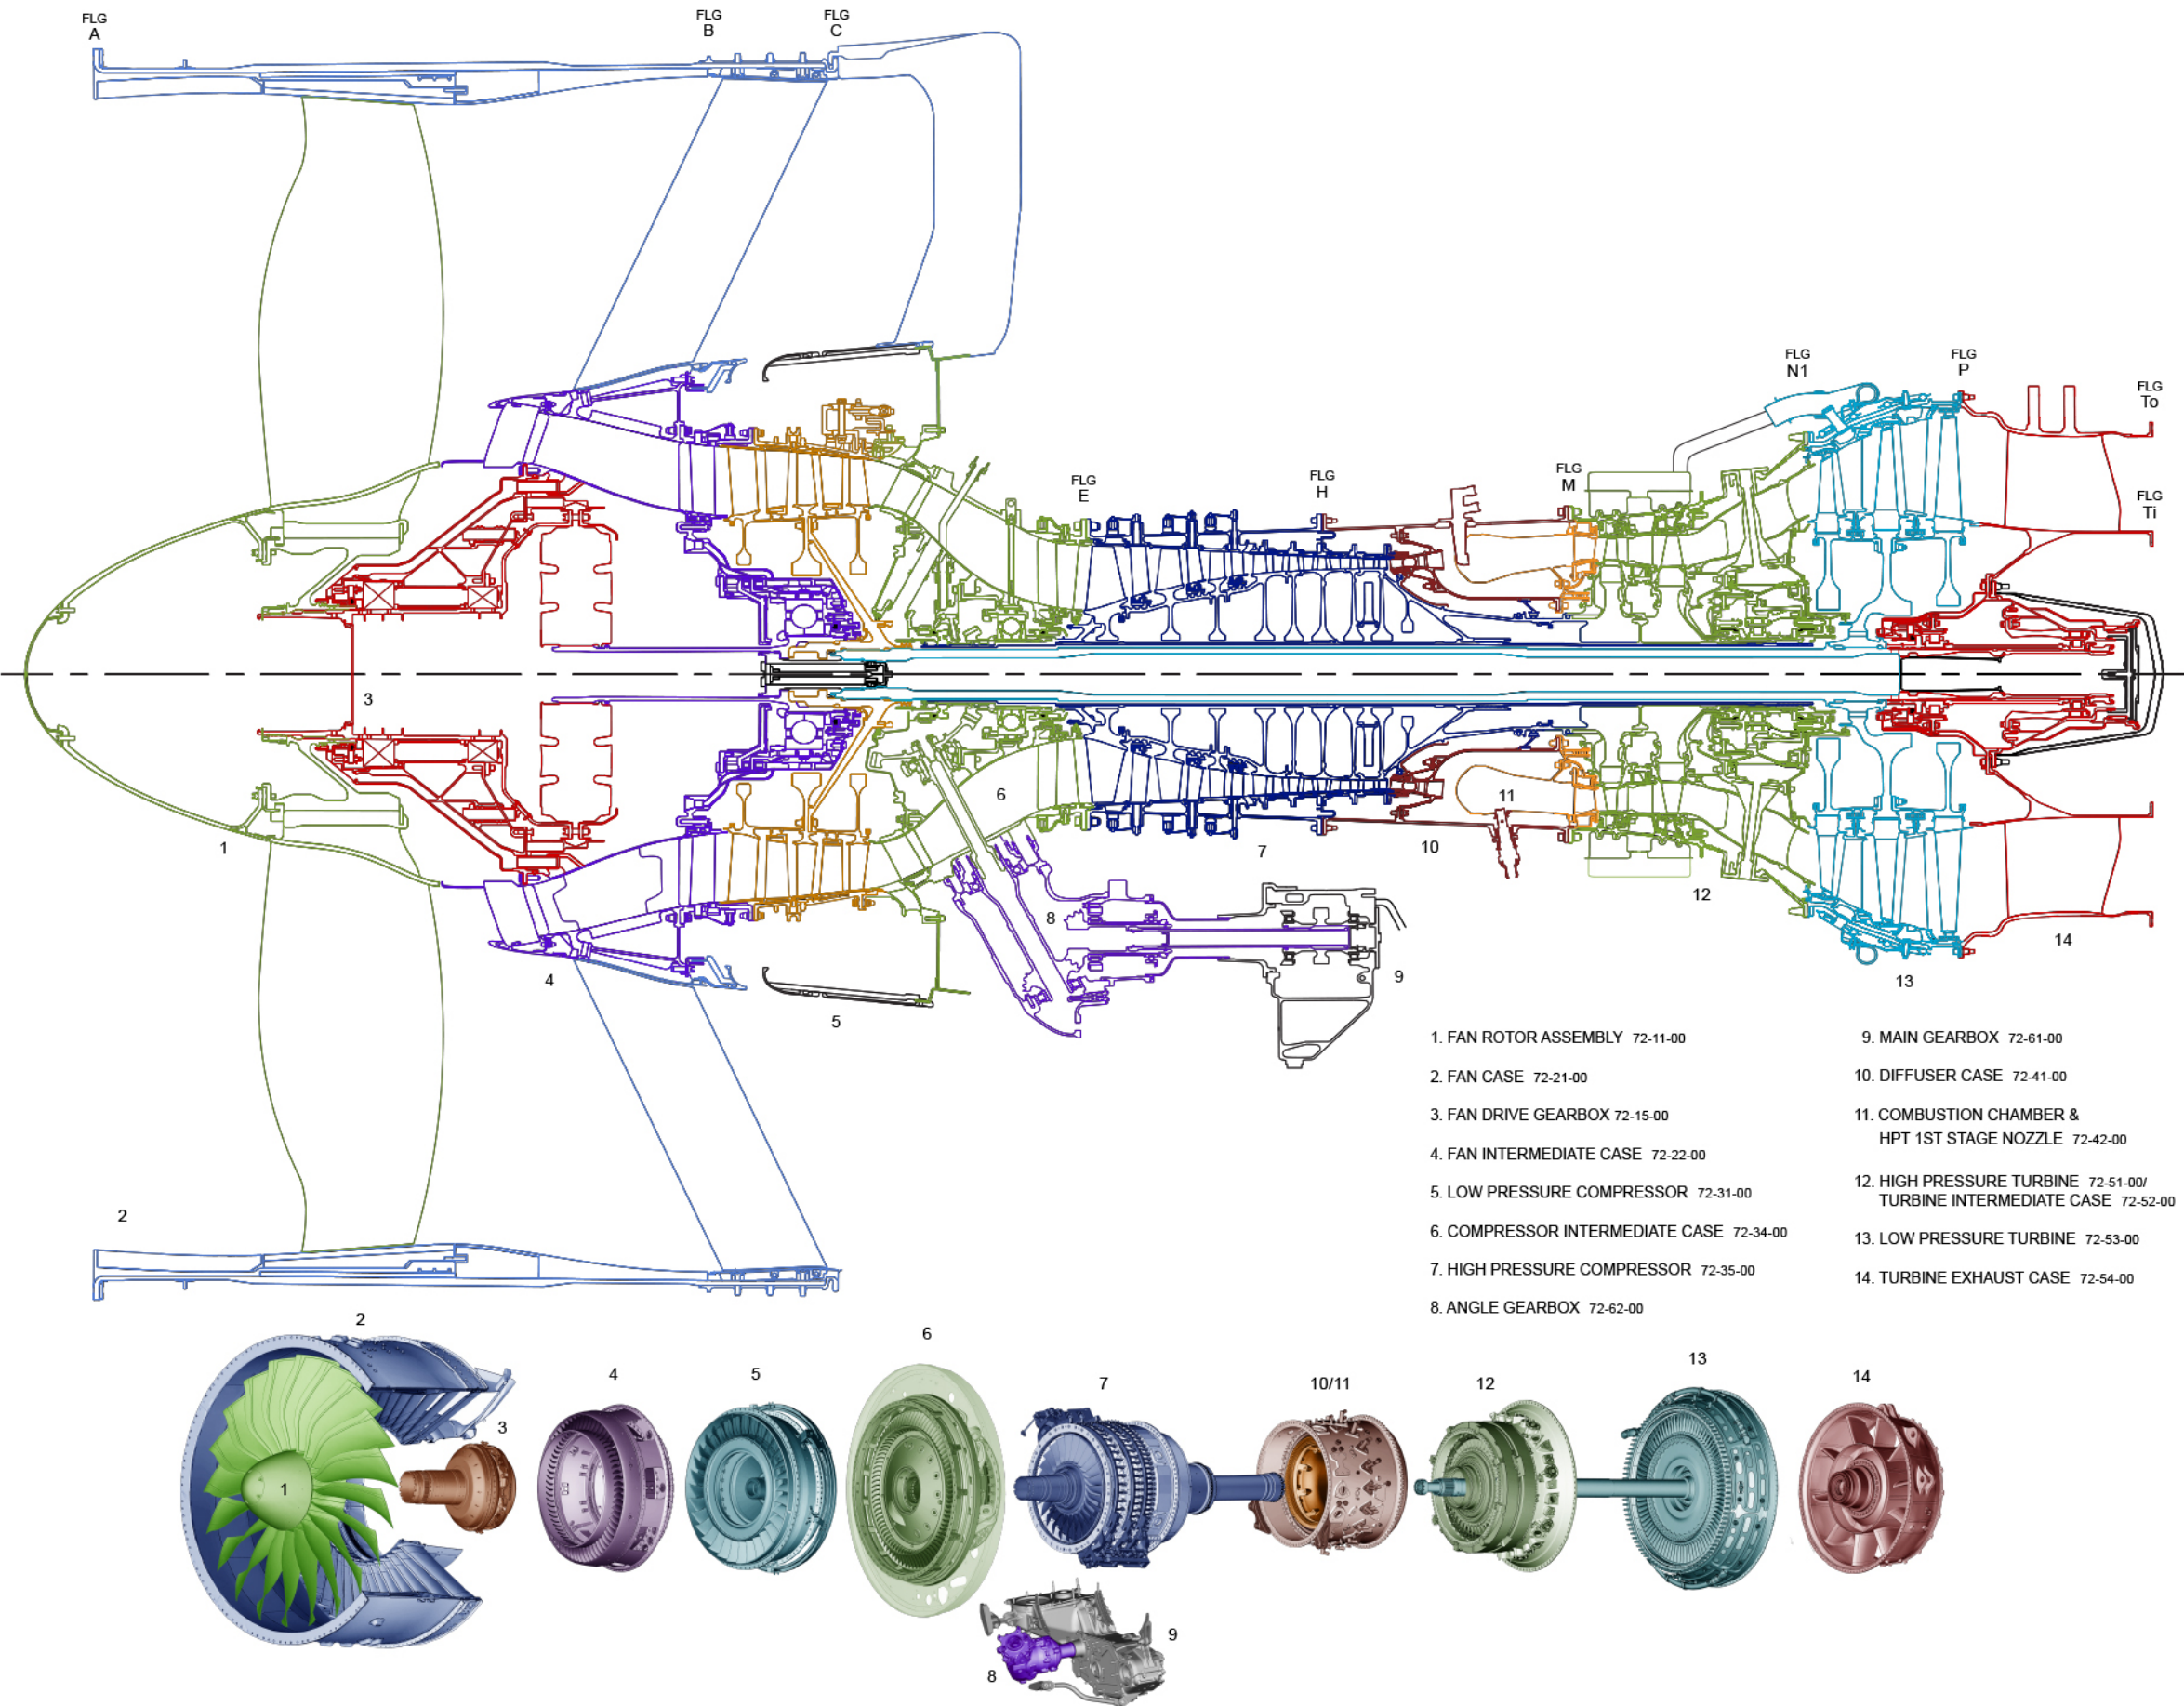 FLG
A
FLG
B
FLG
C
FLG
N1
FLG
P
FLG
To
FLG
E
FLG
H
FLG
M
FLG
Ti
3
1
6
11
7
10
12
8
14
9
4
13
5
2
1. FAN ROTOR ASSEMBLY 72-11-00
2. FAN CASE 72-21-00
3. FAN DRIVE GEARBOX 72-15-00
4. FAN INTERMEDIATE CASE 72-22-00
5. LOW PRESSURE COMPRESSOR 72-31-00
6. COMPRESSOR INTERMEDIATE CASE 72-34-00
7. HIGH PRESSURE COMPRESSOR 72-35-00
8. ANGLE GEARBOX 72-62-00
9. MAIN GEARBOX 72-61-00
10. DIFFUSER CASE 72-41-00
11. COMBUSTION CHAMBER &
HPT 1ST STAGE NOZZLE 72-42-00
12. HIGH PRESSURE TURBINE 72-51-00/
TURBINE INTERMEDIATE CASE 72-52-00
13. LOW PRESSURE TURBINE 72-53-00
14. TURBINE EXHAUST CASE 72-54-00
2
6
4
5
7
10/11
12
13
14
3
1
9
8